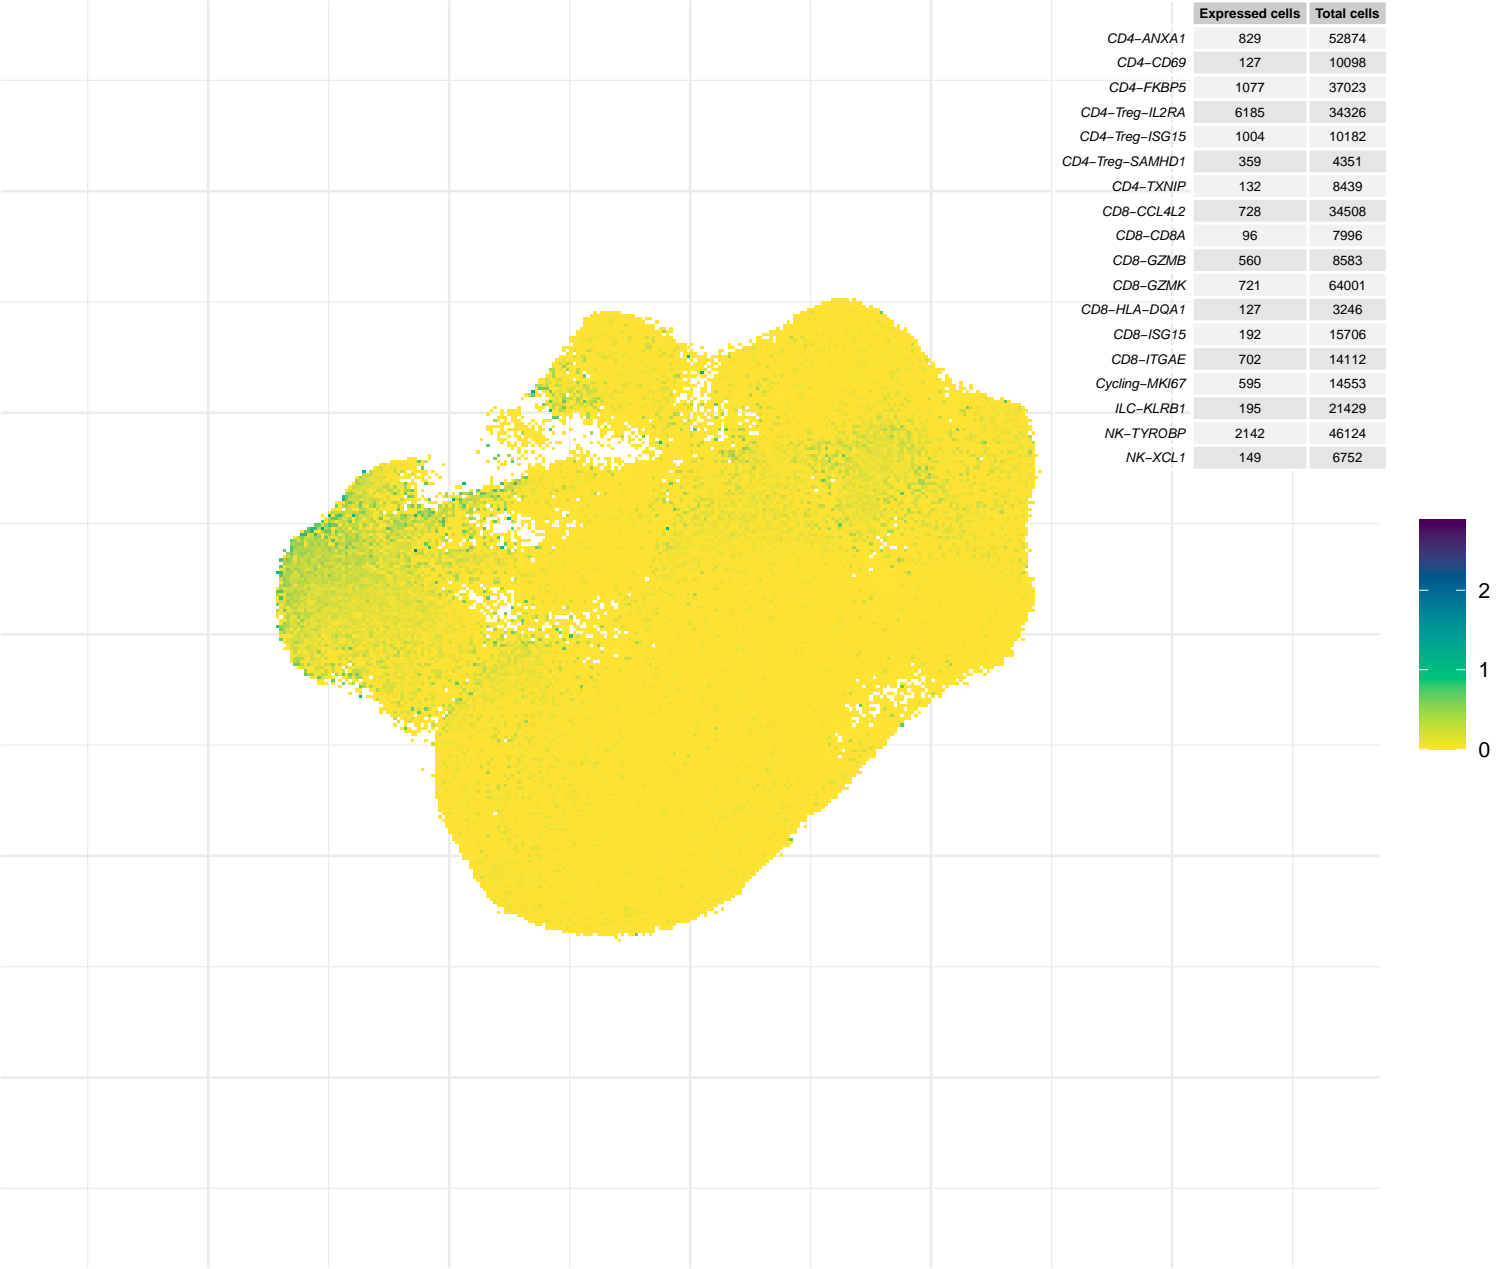 Expressed cells Total cells
CD4−ANXA1 829 52874
CD4−CD69 127 10098
CD4−FKBP5 1077 37023
CD4−Treg−IL2RA 6185 34326
CD4−Treg−ISG15 1004 10182
CD4−Treg−SAMHD1 359 4351
CD4−TXNIP 132 8439
CD8−CCL4L2 728 34508
CD8−CD8A 96 7996
CD8−GZMB 560 8583
CD8−GZMK 721 64001
CD8−HLA−DQA1 127 3246
CD8−ISG15 192 15706
CD8−ITGAE 702 14112
Cycling−MKI67 595 14553
ILC−KLRB1 195 21429
NK−TYROBP 2142 46124
NK−XCL1 149 6752
2
1
0